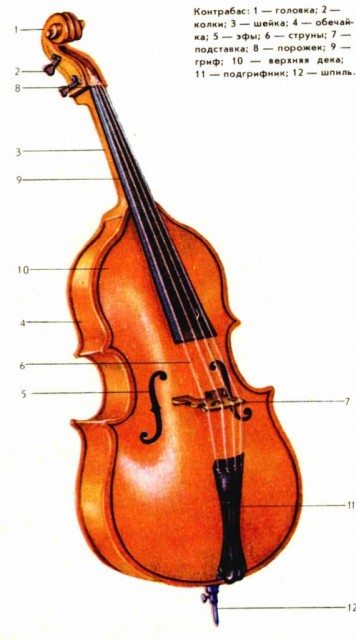 Контрабас: 1 — головка; 2 —
колки; 3 — шейка; 4 — обечай-
ка; 5 — эфы; 6 — струны; 7 —
подставка; 8 — порожек; 9 —
гриф; 10 — верхняя дека;
11 — подгрифник; 12 — шпиль.
1
2
8
3
9
10
4
6
5
7
11
12